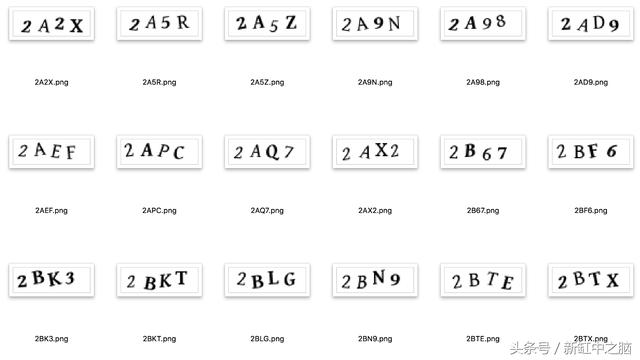 2A2X 2A5R 2A5Z 2A9N 2A98 2AD9
2A2X.png 2A5R.png 2A5Z.png 2A9N.png 2A98.png 2AD9.png
2AEF 2APC 2AQ7 2AX2 2B67 2BF6
2AEF.png 2APC.png 2AQ7.png 2AX2.png 2B67.png 2BF6.png
2BK3 2BKT 2BLG 2BN9 2BTE 2BTX
2BK3.png 2BKT.png 2BLG.png 2BN9.png 2BTE.png 2BTX.png
头条号 / 新缸中之脑